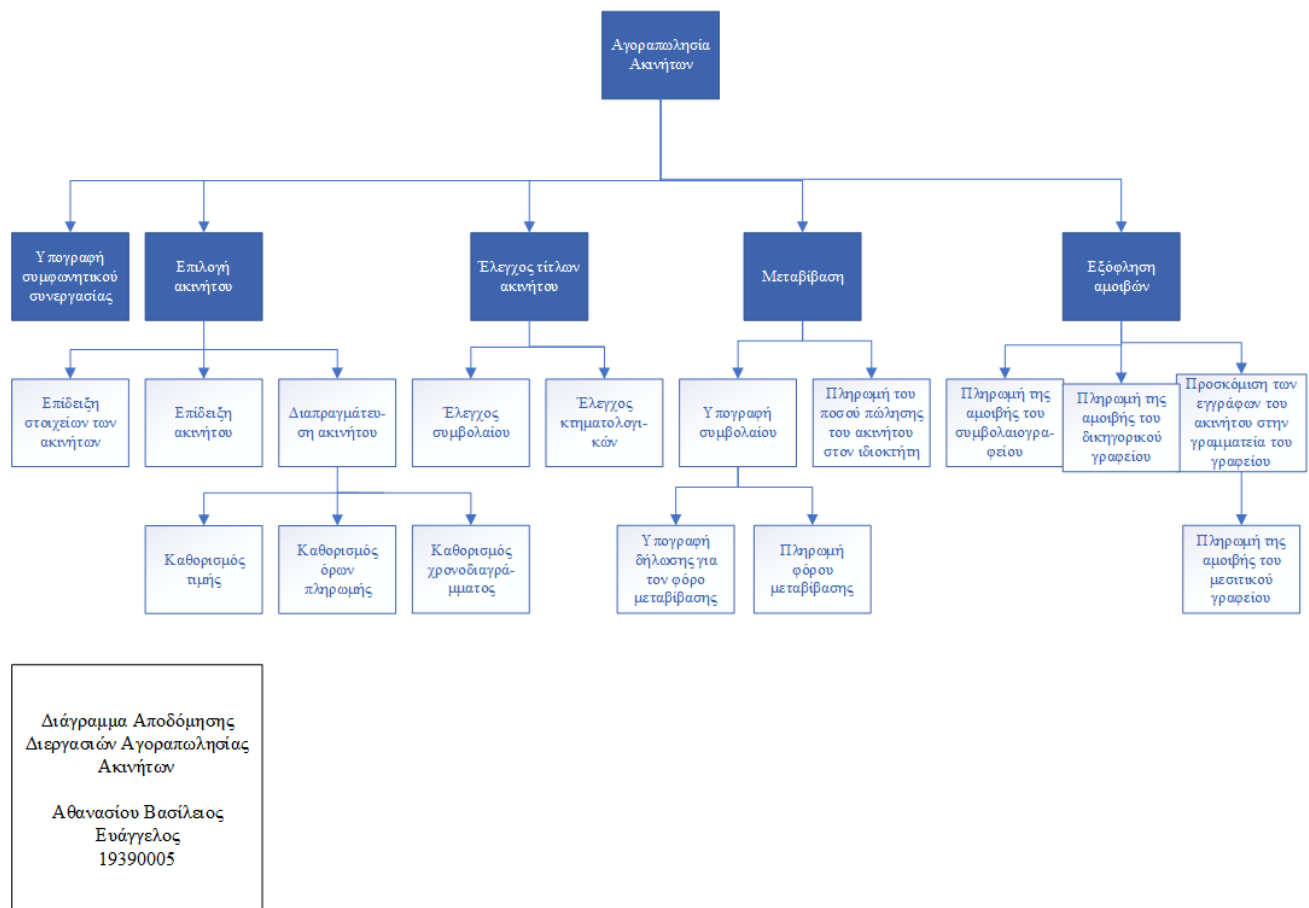 Αγοραπωλησία
Ακινήτων
Υπογραφή
συμφωνητικού
συνεργασίας
Επιλογή
ακινήτου
Έλεγχος τίτλων
ακινήτου
Μεταβίβαση
Εξόφληση
αμοιβών
Επίδειξη
στοιχείων των
ακινήτων
Επίδειξη
ακινήτου
Διαπραγμάτευ-
ση ακινήτου
Έλεγχος
συμβολαίου
Έλεγχος
κτηματολογι-
κών
Υπογραφή
συμβολαίου
Πληρωμή του
ποσού πώλησης
του ακινήτου
στον ιδιοκτήτη
Πληρωμή της
αμοιβής του
συμβολαιογρα-
φείου
Πληρωμή της
αμοιβής του
δικηγορικού
γραφείου
Προσκόμιση των
εγγράφων του
ακινήτου στην
γραμματεία του
γραφείου
Καθορισμός
τιμής
Καθορισμός
όρων
πληρωμής
Καθορισμός
χρονοδιαγρά-
μματος
Υπογραφή
δήλωσης για
τον φόρο
μεταβίβασης
Πληρωμή
φόρου
μεταβίβασης
Πληρωμή της
αμοιβής του
μεσιτικού
γραφείου
Διάγραμμα Αποδόμησης
Διεργασιών Αγοραπωλησίας
Ακινήτων
Αθανασίου Βασίλειος
Ευάγγελος
19390005